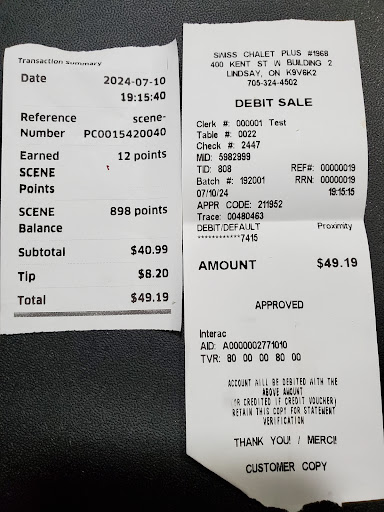 Transaction Summary
Date 2024-07-10
19:15:40
Reference scene-
Number PC0015420040
Earned 12 points
SCENE
Points
SCENE 898 points
Balance
Subtotal $40.99
Tip $8.20
Total $49.19
SWISS CHALET PLUS #1968
400 KENT ST W BUILDING 2
LINDSAY, ON K9V6K2
705-324-4502
DEBIT SALE
Clerk #: 000001 Test
Table #: 0022
Check #: 2447
MID: 5982999
TID: 808 REF#: 00000019
Batch #: 192001 RRN: 00000019
07/10/24 19:15:15
APPR CODE: 211952
Trace: 00480463
DEBIT/DEFAULT Proximity
************7415
AMOUNT $49.19
APPROVED
Interac
AID: A0000002771010
TVR: 80 00 00 80 00
ACCOUNT WILL BE DEBITED WITH THE
ABOVE AMOUNT
(OR CREDITED IF CREDIT VOUCHER)
RETAIN THIS COPY FOR STATEMENT
VERIFICATION
THANK YOU! / MERCI!
CUSTOMER COPY